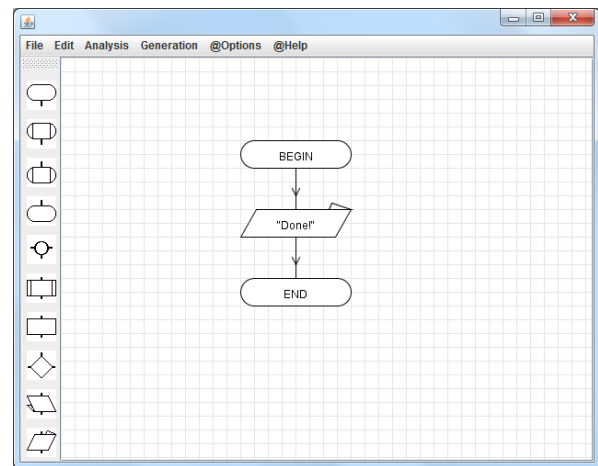 File Edit Analysis Generation @Options @Help
BEGIN
"Done!"
END